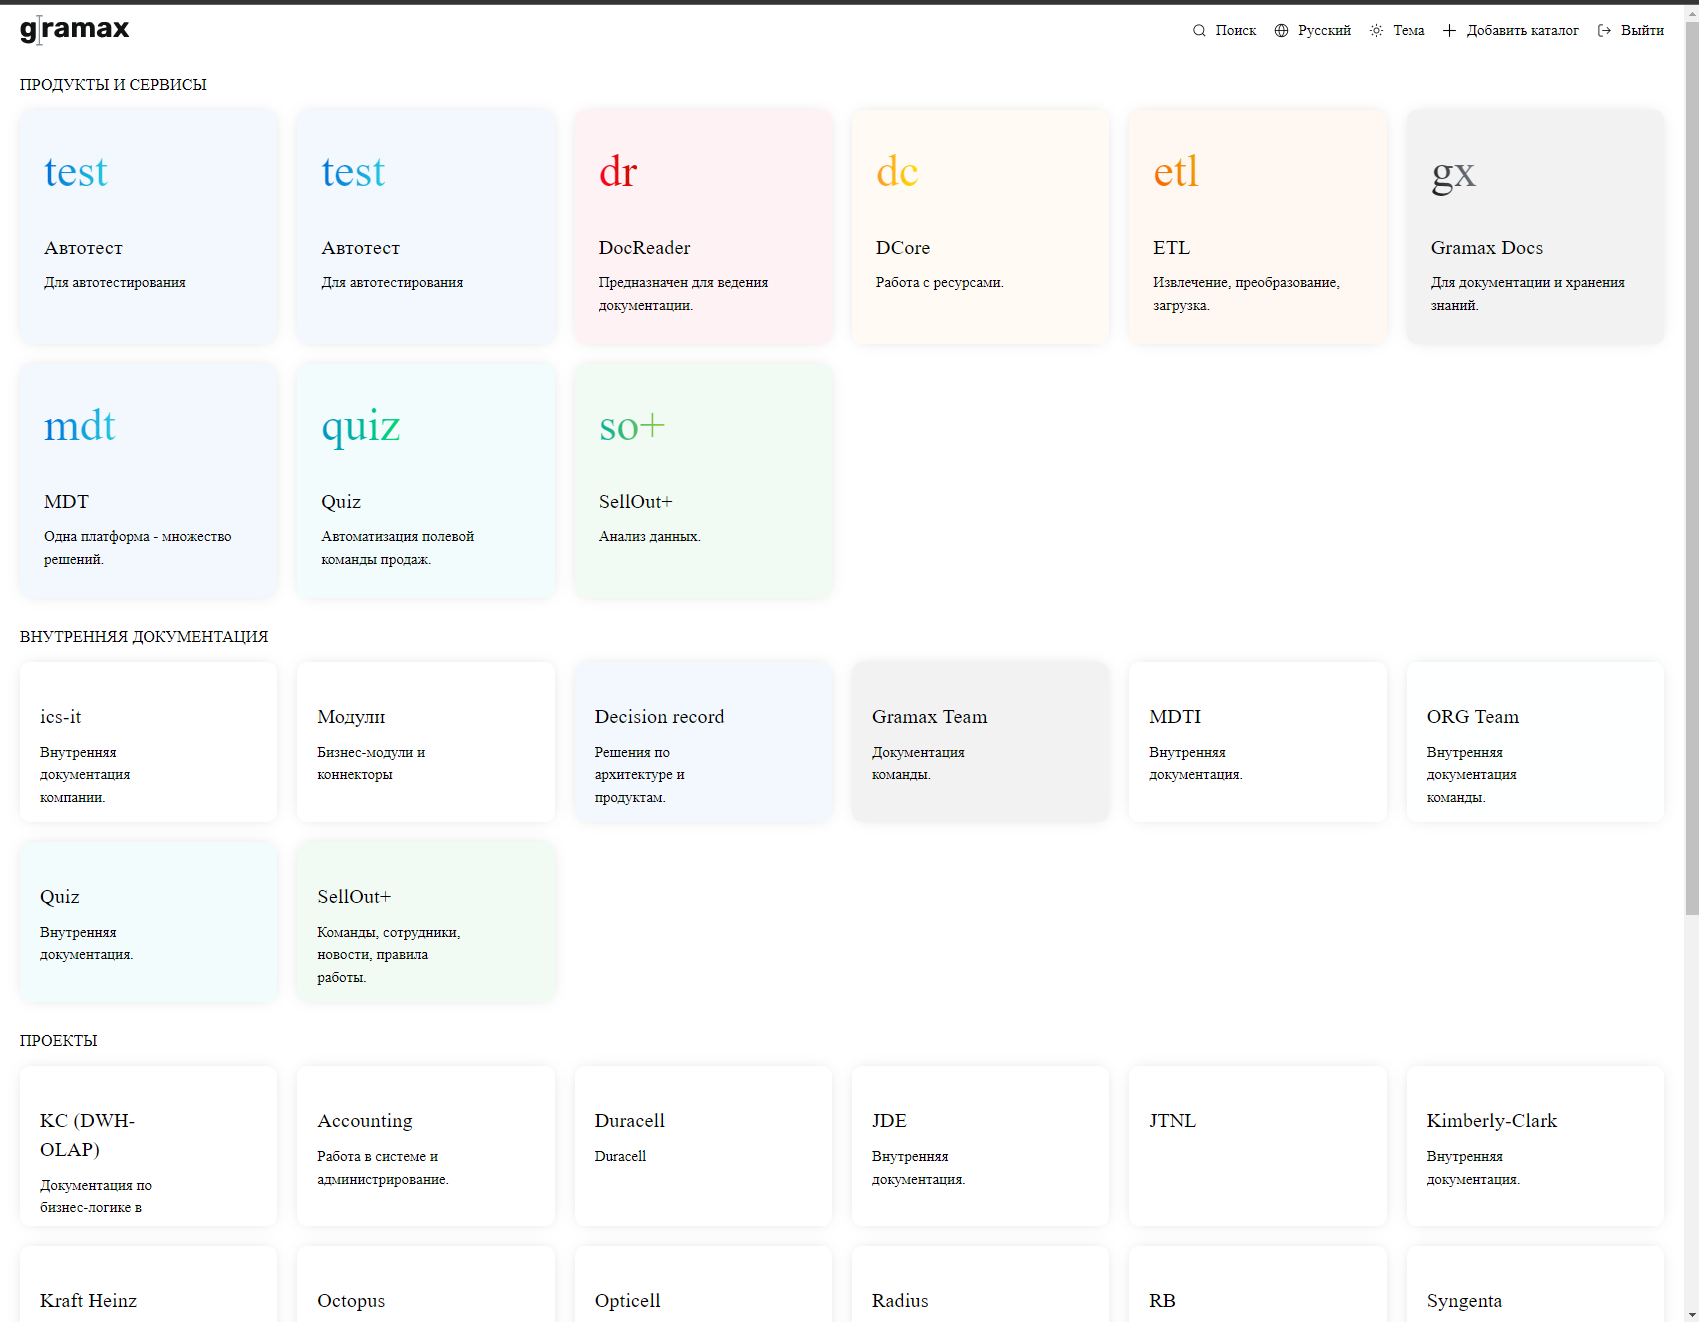 gramax
Поиск Русский Тема Добавить каталог Выйти
ПРОДУКТЫ И СЕРВИСЫ
test
Автотест
Для автотестирования
test
Автотест
Для автотестирования
dr
DocReader
Предназначен для ведения
документации.
dc
DCore
Работа с ресурсами.
etl
ETL
Извлечение, преобразование,
загрузка.
gx
Gramax Docs
Для документации и хранения
знаний.
mdt
MDT
Одна платформа - множество
решений.
quiz
Quiz
Автоматизация полевой
команды продаж.
so+
SellOut+
Анализ данных.
ВНУТРЕННЯЯ ДОКУМЕНТАЦИЯ
ics-it
Внутренняя
документация
компании.
Модули
Бизнес-модули и
коннекторы
Decision record
Решения по
архитектуре и
продуктам.
Gramax Team
Документация
команды.
MDTI
Внутренняя
документация.
ORG Team
Внутренняя
документация
команды.
Quiz
Внутренняя
документация.
SellOut+
Команды, сотрудники,
новости, правила
работы.
ПРОЕКТЫ
KC (DWH-
OLAP)
Документация по
бизнес-логике в
Accounting
Работа в системе и
администрирование.
Duracell
Duracell
JDE
Внутренняя
документация.
JTNL
Kimberly-Clark
Внутренняя
документация.
Kraft Heinz
Octopus
Opticell
Radius
RB
Syngenta